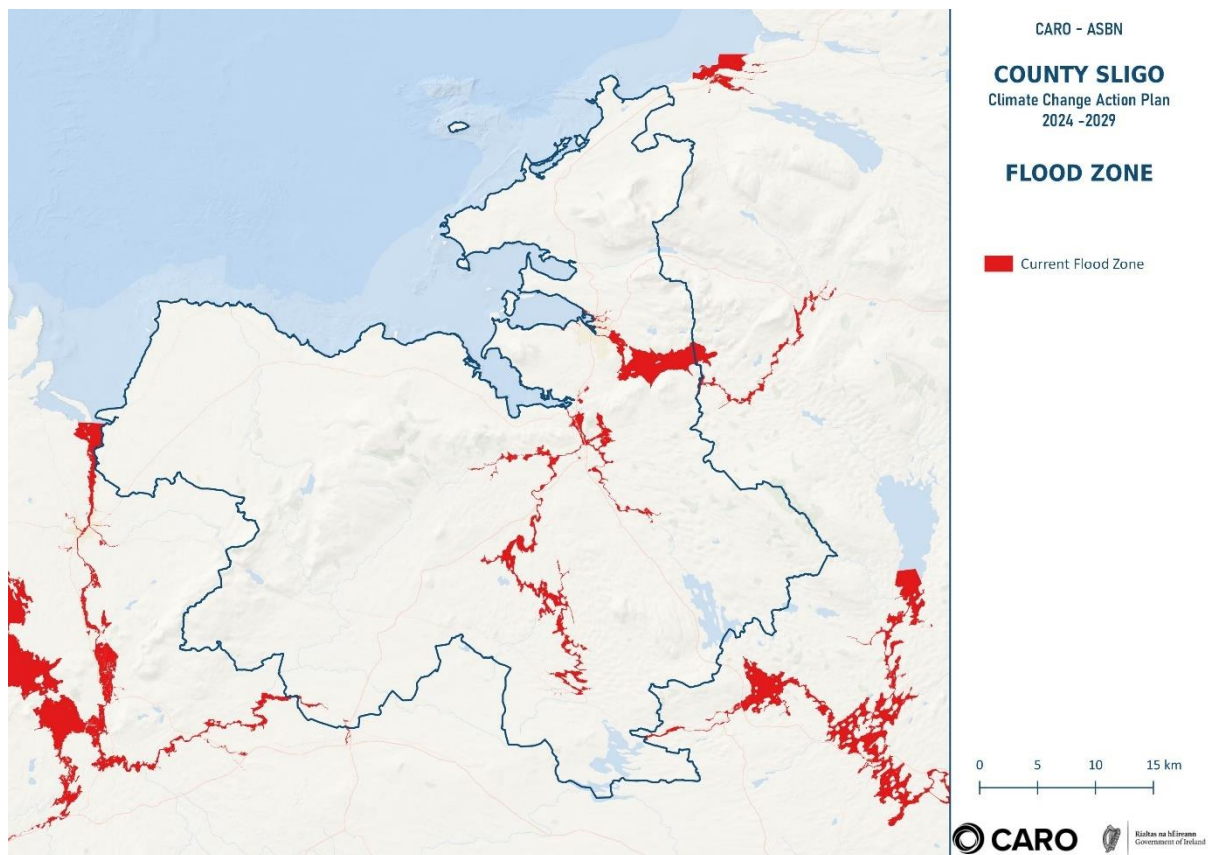 CARO - ASBN
COUNTY SLIGO
Climate Change Action Plan
2024 -2029
FLOOD ZONE
Current Flood Zone
0 5 10 15 km
CARO
Rialtas na hÉireann
Government of Ireland